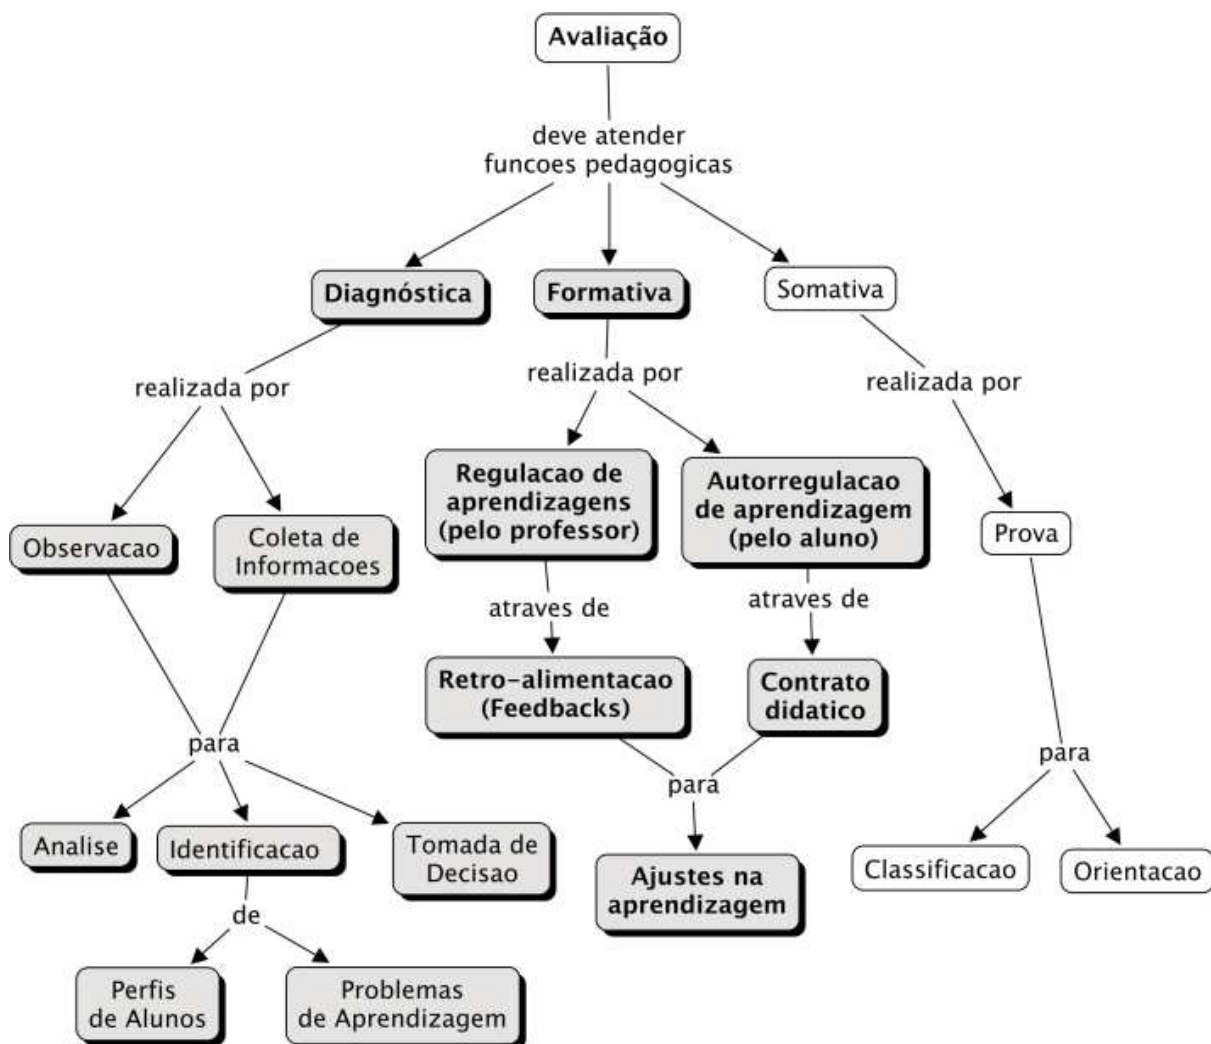 Avaliação
deve atender
funcoes pedagogicas
Diagnóstica
Formativa
Somativa
realizada por
realizada por
realizada por
Observacao
Coleta de
Informacoes
Regulacao de
aprendizagens
(pelo professor)
Autorregulacao
de aprendizagem
(pelo aluno)
Prova
atraves de
atraves de
Retro-alimentacao
(Feedbacks)
Contrato
didatico
para
para
para
Analise
Identificacao
Tomada de
Decisao
Ajustes na
aprendizagem
Classificacao
Orientacao
de
Perfis
de Alunos
Problemas
de Aprendizagem